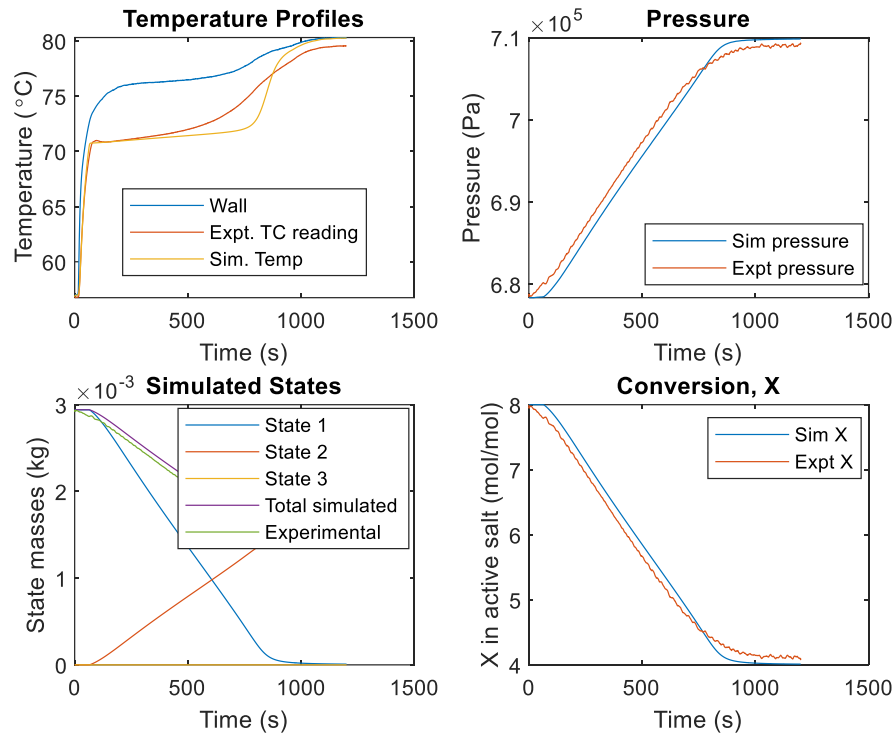 Temperature Profiles
80
75
70
65
60
0
500
1000
1500
Temperature (°C)
Time (s)
Wall
Expt. TC reading
Sim. Temp
Pressure
×10^5
7.1
7
6.9
6.8
0
500
1000
1500
Pressure (Pa)
Time (s)
Sim pressure
Expt pressure
Simulated States
×10^-3
3
2
1
0
0
500
1000
1500
State masses (kg)
Time (s)
State 1
State 2
State 3
Total simulated
Experimental
Conversion, X
8
7
6
5
4
0
500
1000
1500
X in active salt (mol/mol)
Time (s)
Sim X
Expt X